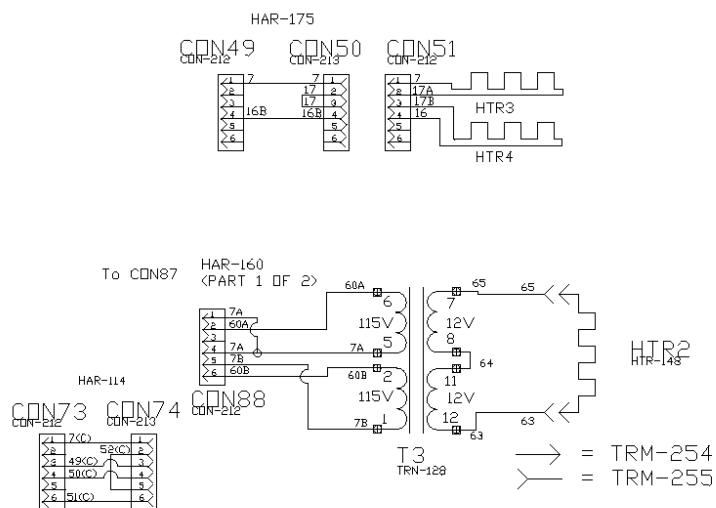 HAR-175
CON49
CON-212
CON50
CON-213
CON51
CON-212
1 7 7 1 1 7
2 17 2 2 17A
3 17 3 3 17B
4 16B 16B 4 4 16
5 5 5
6 6 6
HTR3
HTR4
To CON87
HAR-160
(PART 1 OF 2)
1 7A
2 60A
3
4 7A
5 7B
6 60B
CON88
CON-212
60A
6
115V
7A
5
60B
2
115V
7B
1
7
65
12V
8
64
11
12V
12
63
T3
TRN-128
65
63
HTR2
HTR-148
HAR-114
CON73
CON-212
CON74
CON-213
1 7(C) 1
2 52(C) 2
3 49(C) 3
4 50(C) 4
5 5
6 51(C) 6
= TRM-254
= TRM-255